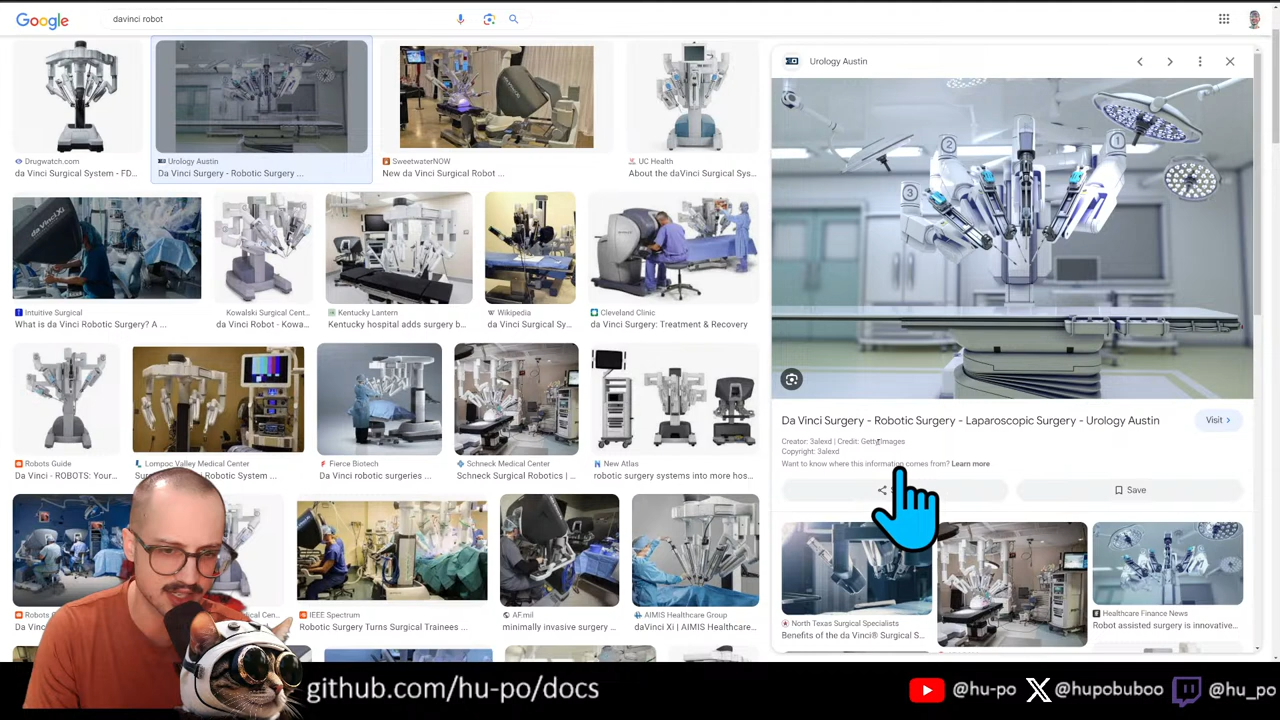 Google
davinci robot
Drugwatch.com
da Vinci Surgical System - FD...
Urology Austin
Da Vinci Surgery - Robotic Surgery ...
SweetwaterNOW
New da Vinci Surgical Robot ...
UC Health
About the daVinci Surgical Sys...
da Vinci Xi
Intuitive Surgical
What is da Vinci Robotic Surgery? A ...
Kowalski Surgical Cent...
da Vinci Robot - Kowa...
Kentucky Lantern
Kentucky hospital adds surgery b...
Wikipedia
da Vinci Surgical Sy...
Cleveland Clinic
da Vinci Surgery: Treatment & Recovery
Robots Guide
Da Vinci - ROBOTS: Your...
Lompoc Valley Medical Center
Robotic System ...
Fierce Biotech
Da Vinci robotic surgeries ...
Schneck Medical Center
Schneck Surgical Robotics | ...
New Atlas
robotic surgery systems into more hos...
Robots
Da
Cen...
IEEE Spectrum
Robotic Surgery Turns Surgical Trainees ...
AF.mil
minimally invasive surgery ...
AIMIS Healthcare Group
daVinci Xi | AIMIS Healthcare...
Urology Austin
3
2
1
Da Vinci Surgery - Robotic Surgery - Laparoscopic Surgery - Urology Austin
Visit
Creator: 3alexd | Credit: Getty Images
Copyright: 3alexd
Want to know where this information comes from? Learn more
Save
North Texas Surgical Specialists
Benefits of the da Vinci® Surgical S...
Healthcare Finance News
Robot assisted surgery is innovative...
github.com/hu-po/docs
@hu-po
@hupobuboo
@hu_po